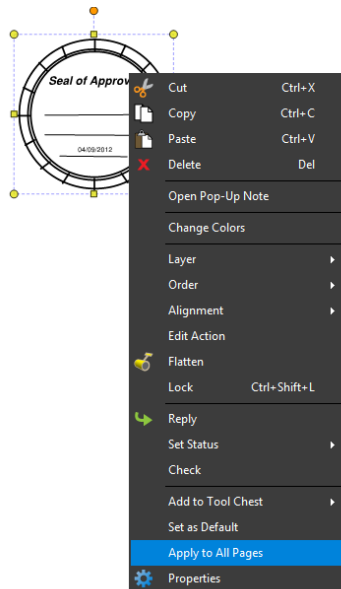 Seal of Approv
04/09/2012
Cut Ctrl+X
Copy Ctrl+C
Paste Ctrl+V
Delete Del
Open Pop-Up Note
Change Colors
Layer
Order
Alignment
Edit Action
Flatten
Lock Ctrl+Shift+L
Reply
Set Status
Check
Add to Tool Chest
Set as Default
Apply to All Pages
Properties